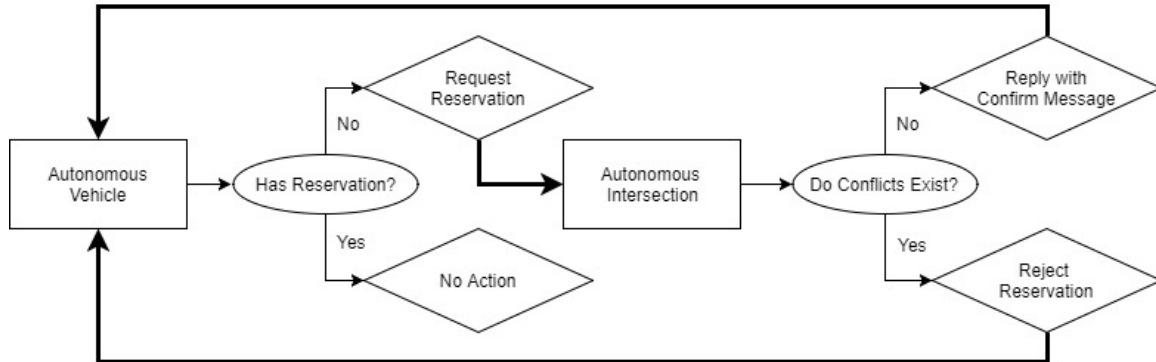 Request
Reservation
Reply with
Confirm Message
No
No
Autonomous
Vehicle
Has Reservation?
Autonomous
Intersection
Do Conflicts Exist?
Yes
Yes
No Action
Reject
Reservation